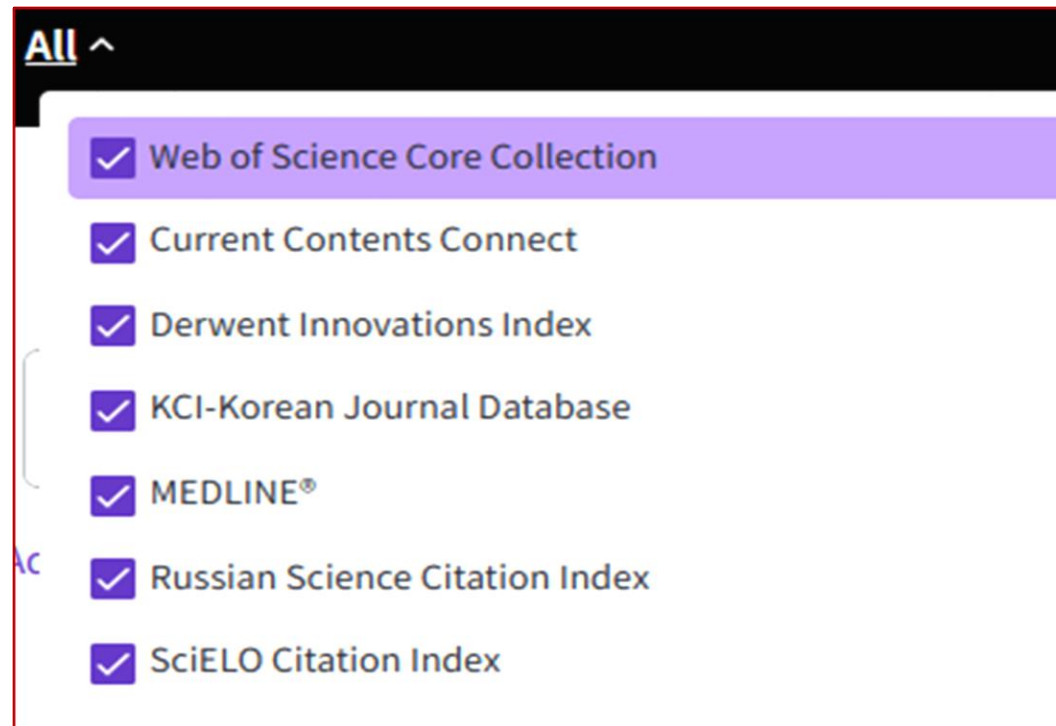 All
Web of Science Core Collection
Current Contents Connect
Derwent Innovations Index
KCI-Korean Journal Database
MEDLINE®
Russian Science Citation Index
SciELO Citation Index